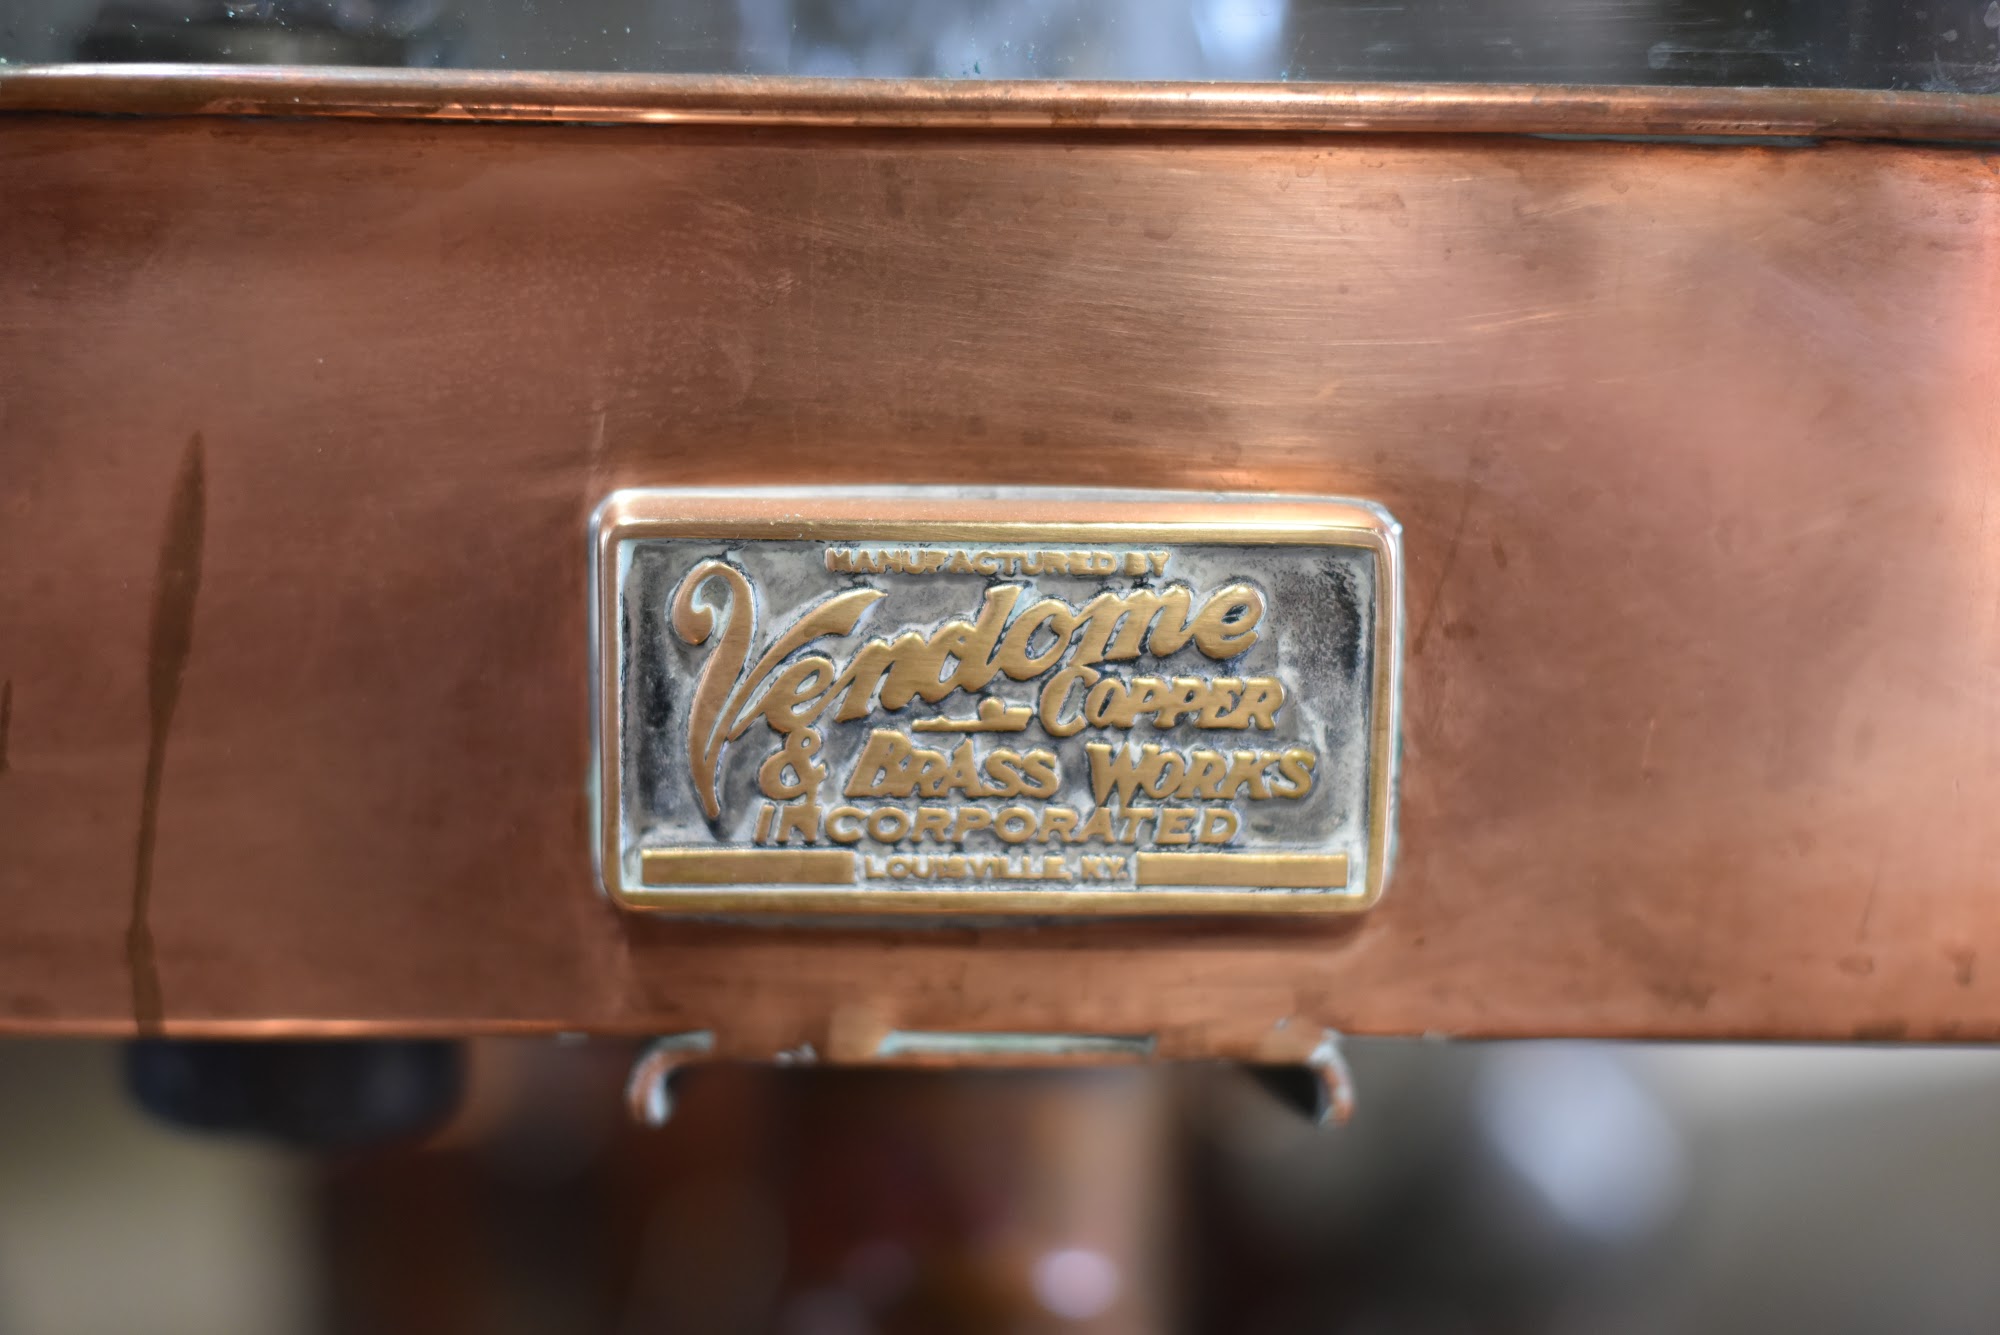 MANUFACTURED BY
Vendome
COPPER
& BRASS WORKS
INCORPORATED
LOUISVILLE, KY.